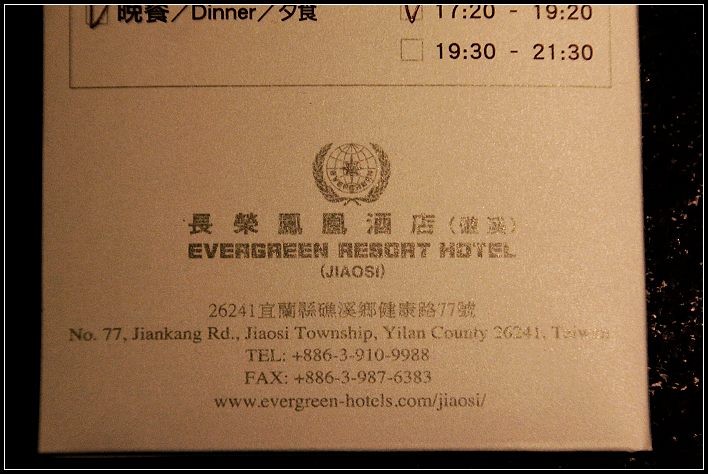 晚餐／Dinner／夕食 17:20 - 19:20
19:30 - 21:30
EVERGREEN
長榮鳳凰酒店(礁溪)
EVERGREEN RESORT HOTEL
(JIAOSI)
26241宜蘭縣礁溪鄉健康路77號
No. 77, Jiankang Rd., Jiaosi Township, Yilan County 26241, Taiwan
TEL: +886-3-910-9988
FAX: +886-3-987-6383
www.evergreen-hotels.com/jiaosi/